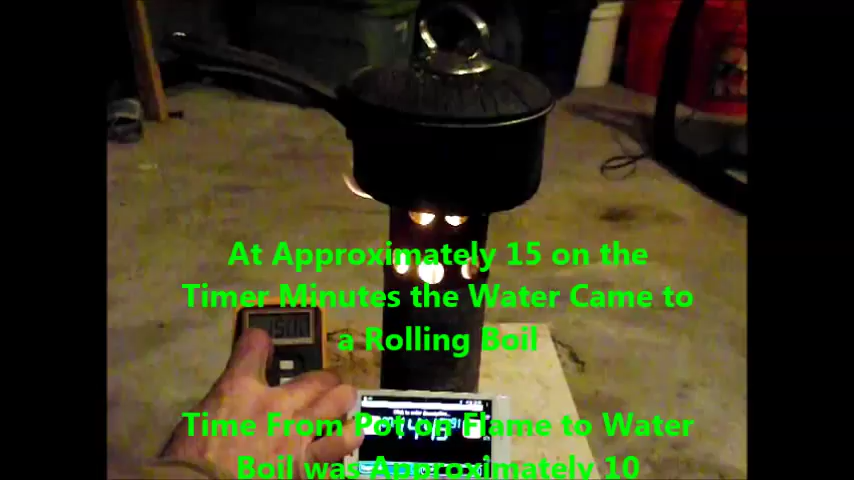 At Approximately 15 on the
Timer Minutes the Water Came to
a Rolling Boil
Time From Pot on Flame to Water
Boil was Approximately 10